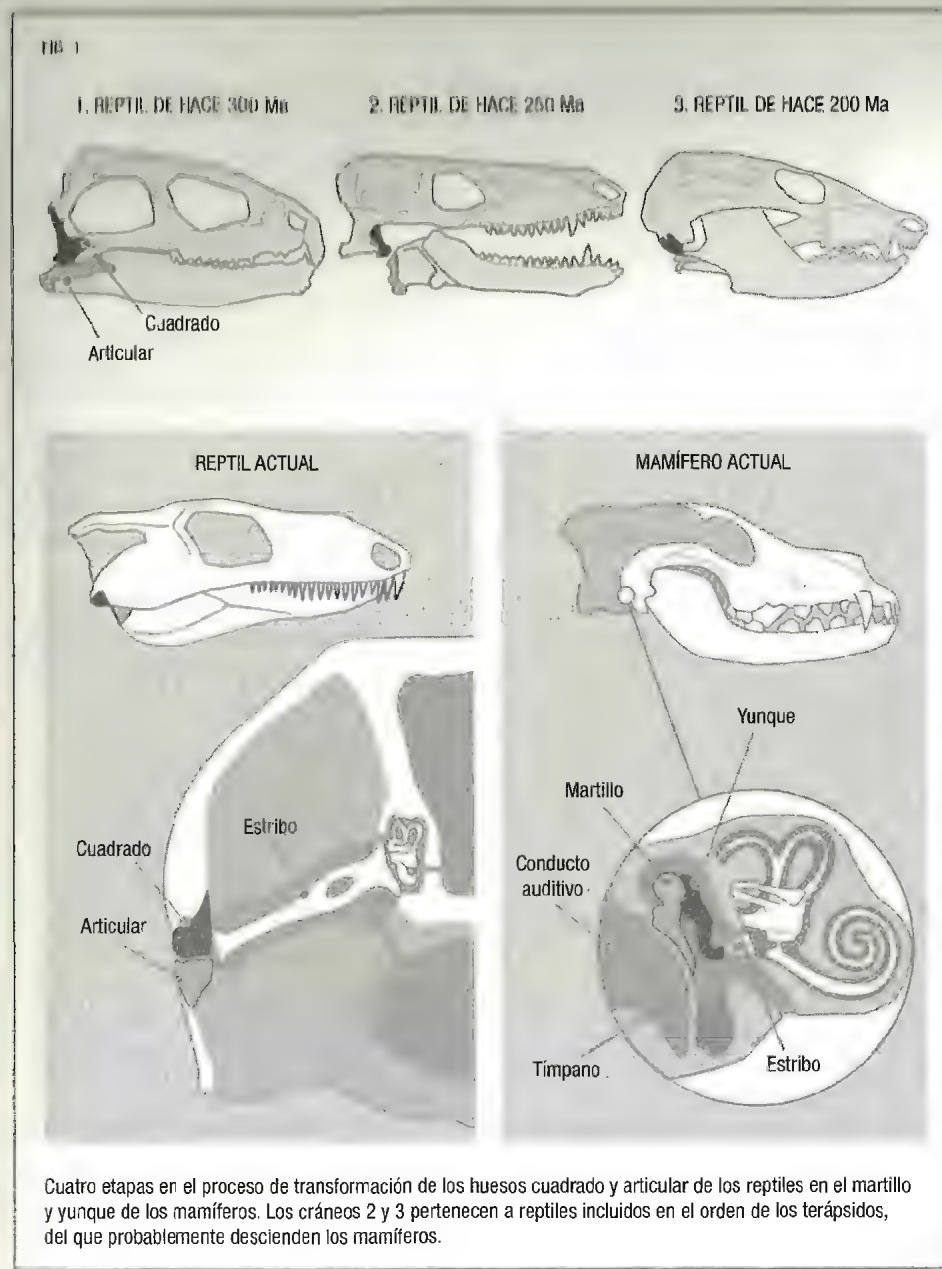 FIG. 1
1. REPTIL DE HACE 300 Ma
2. REPTIL DE HACE 250 Ma
3. REPTIL DE HACE 200 Ma
Cuadrado
Articular
REPTIL ACTUAL
MAMÍFERO ACTUAL
Yunque
Martillo
Estribo
Cuadrado
Conducto
auditivo
Articular
Tímpano
Estribo
Cuatro etapas en el proceso de transformación de los huesos cuadrado y articular de los reptiles en el martillo
y yunque de los mamíferos. Los cráneos 2 y 3 pertenecen a reptiles incluidos en el orden de los terápsidos,
del que probablemente descienden los mamíferos.